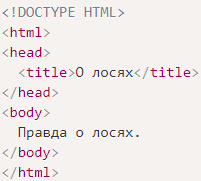 <!DOCTYPE HTML>
<html>
<head>
  <title>О лосях</title>
</head>
<body>
  Правда о лосях.
</body>
</html>